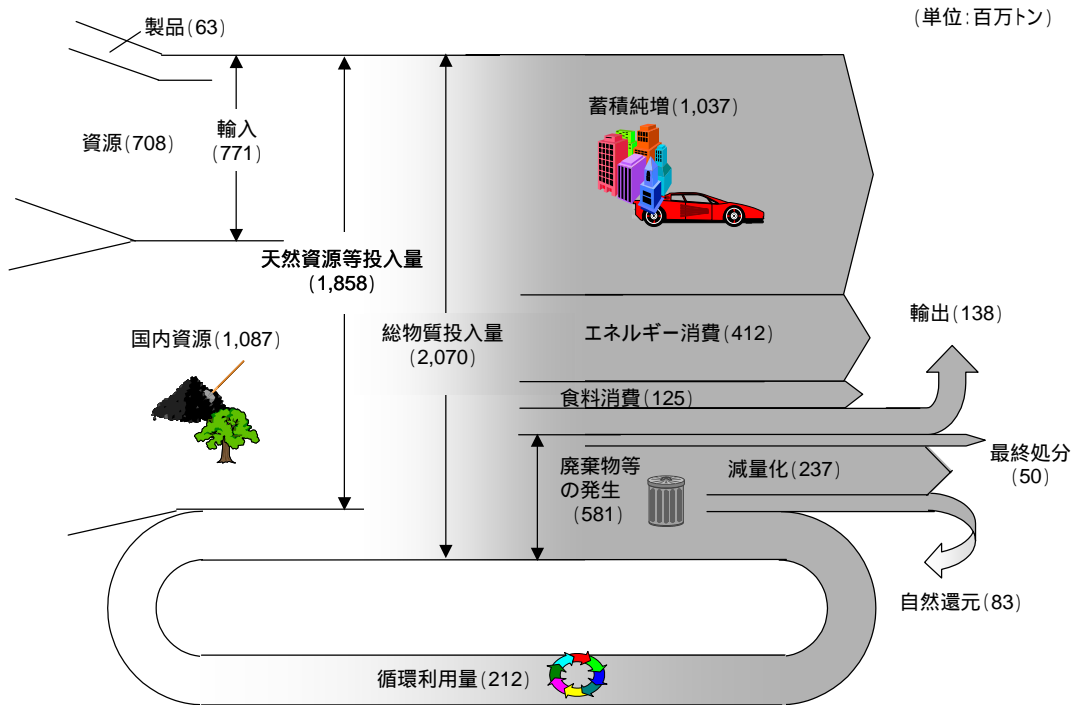 (単位:百万トン)
製品(63)
資源(708)
輸入
(771)
蓄積純増(1,037)
天然資源等投入量
(1,858)
国内資源(1,087)
総物質投入量
(2,070)
エネルギー消費(412)
輸出(138)
食料消費(125)
廃棄物等
の発生
(581)
減量化(237)
最終処分
(50)
自然還元(83)
循環利用量(212)